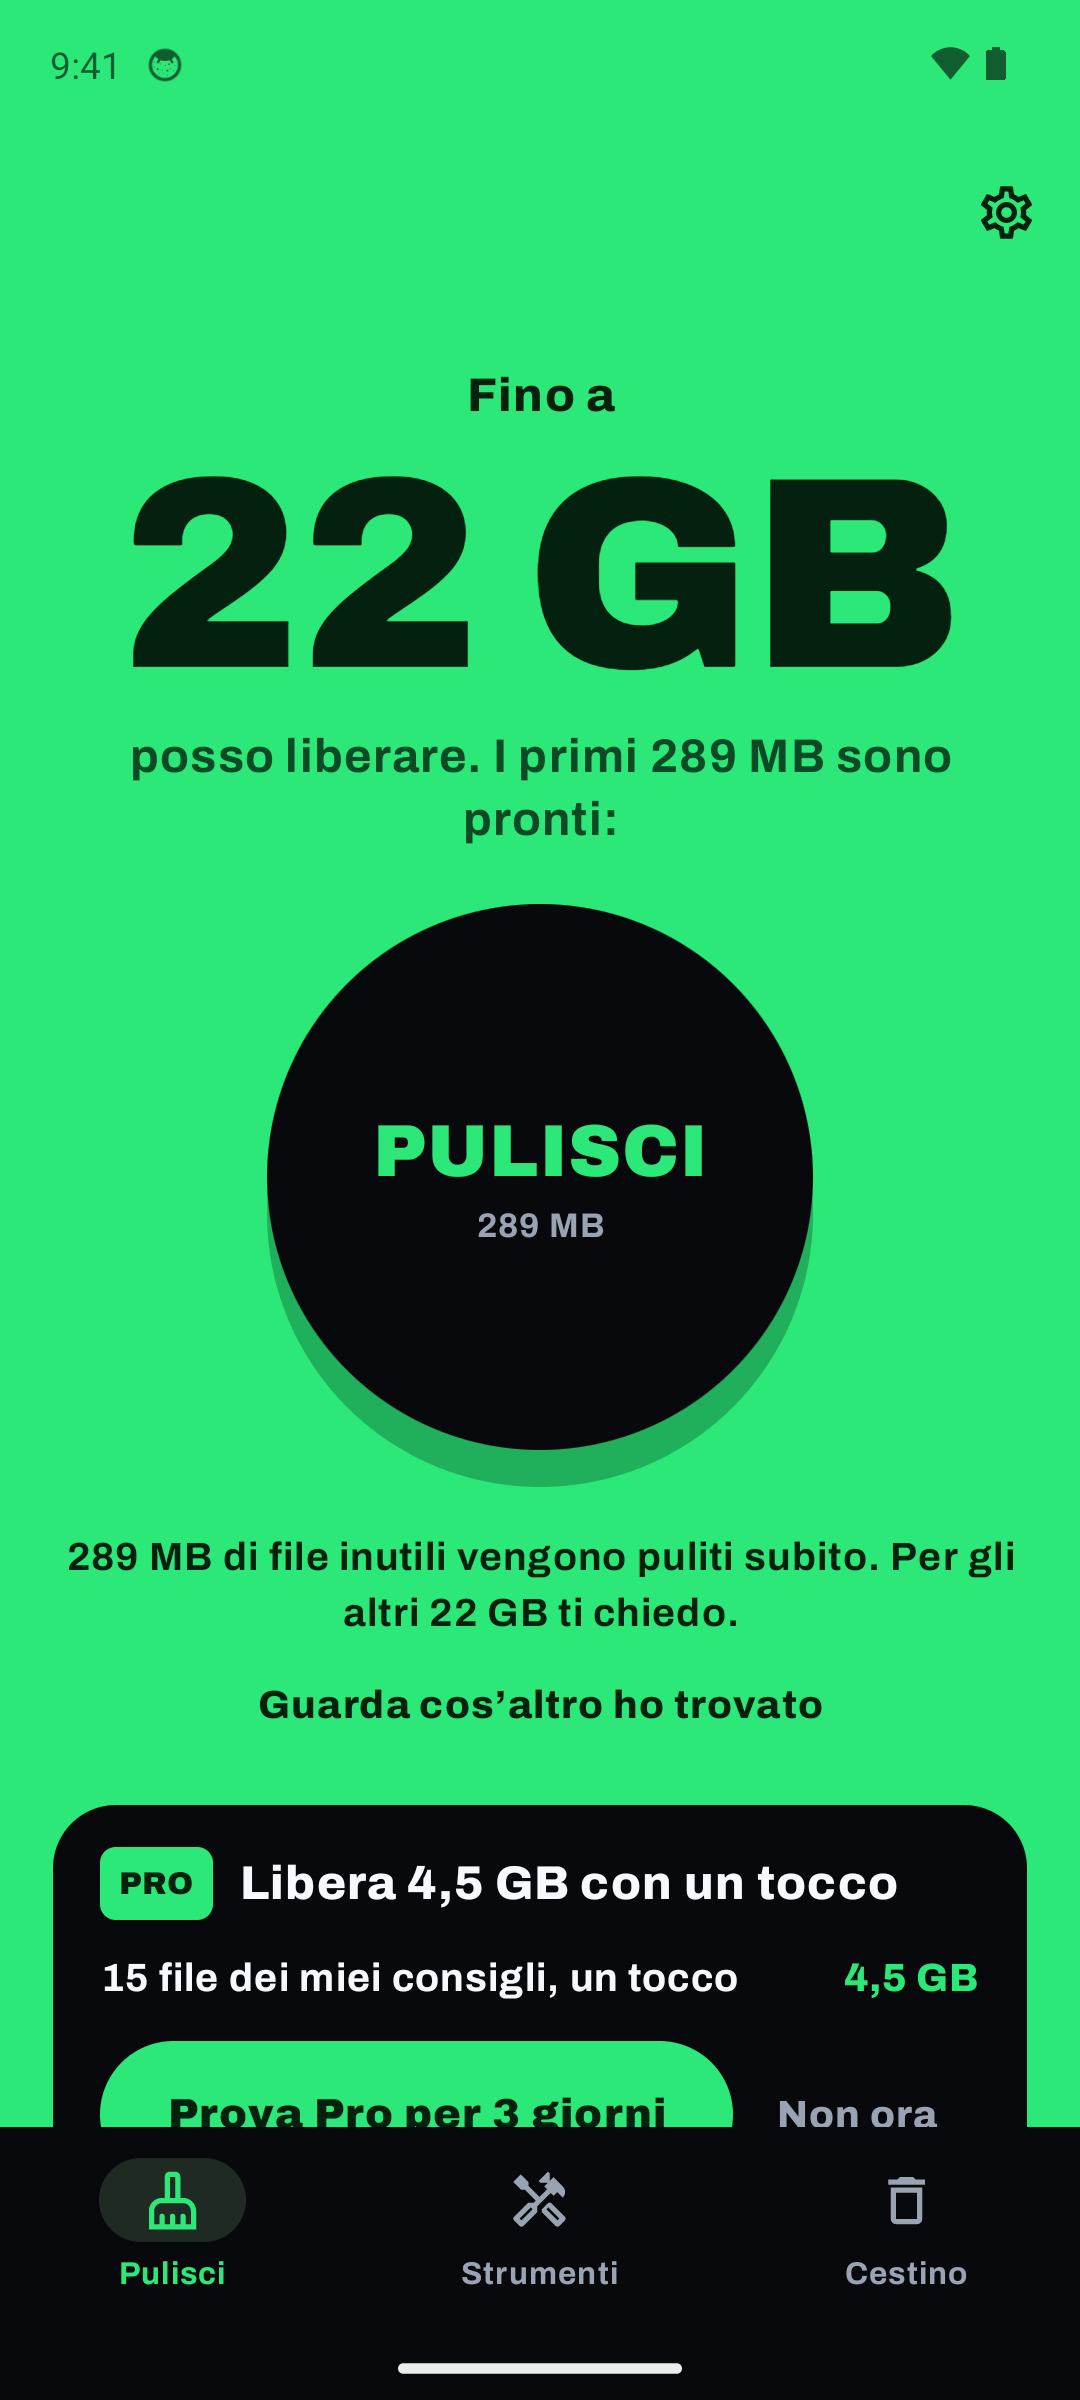 9:41
Fino a
22 GB
posso liberare. I primi 289 MB sono
pronti:
PULISCI
289 MB
289 MB di file inutili vengono puliti subito. Per gli
altri 22 GB ti chiedo.
Guarda cos’altro ho trovato
PRO Libera 4,5 GB con un tocco
15 file dei miei consigli, un tocco 4,5 GB
Prova Pro per 3 giorni Non ora
Pulisci Strumenti Cestino